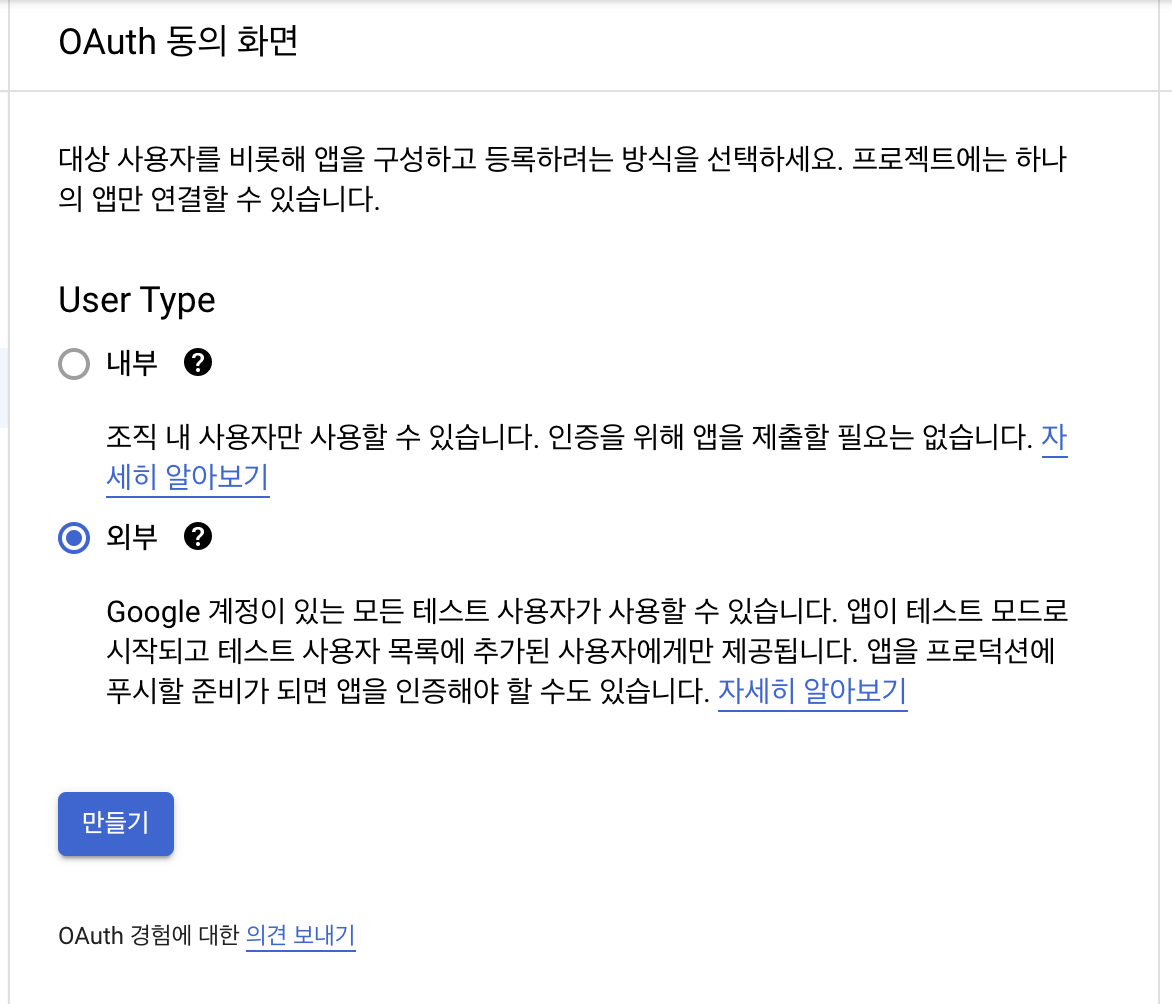 OAuth 동의 화면
대상 사용자를 비롯해 앱을 구성하고 등록하려는 방식을 선택하세요. 프로젝트에는 하나
의 앱만 연결할 수 있습니다.
User Type
내부
조직 내 사용자만 사용할 수 있습니다. 인증을 위해 앱을 제출할 필요는 없습니다. 자
세히 알아보기
외부
Google 계정이 있는 모든 테스트 사용자가 사용할 수 있습니다. 앱이 테스트 모드로
시작되고 테스트 사용자 목록에 추가된 사용자에게만 제공됩니다. 앱을 프로덕션에
푸시할 준비가 되면 앱을 인증해야 할 수도 있습니다. 자세히 알아보기
만들기
OAuth 경험에 대한 의견 보내기